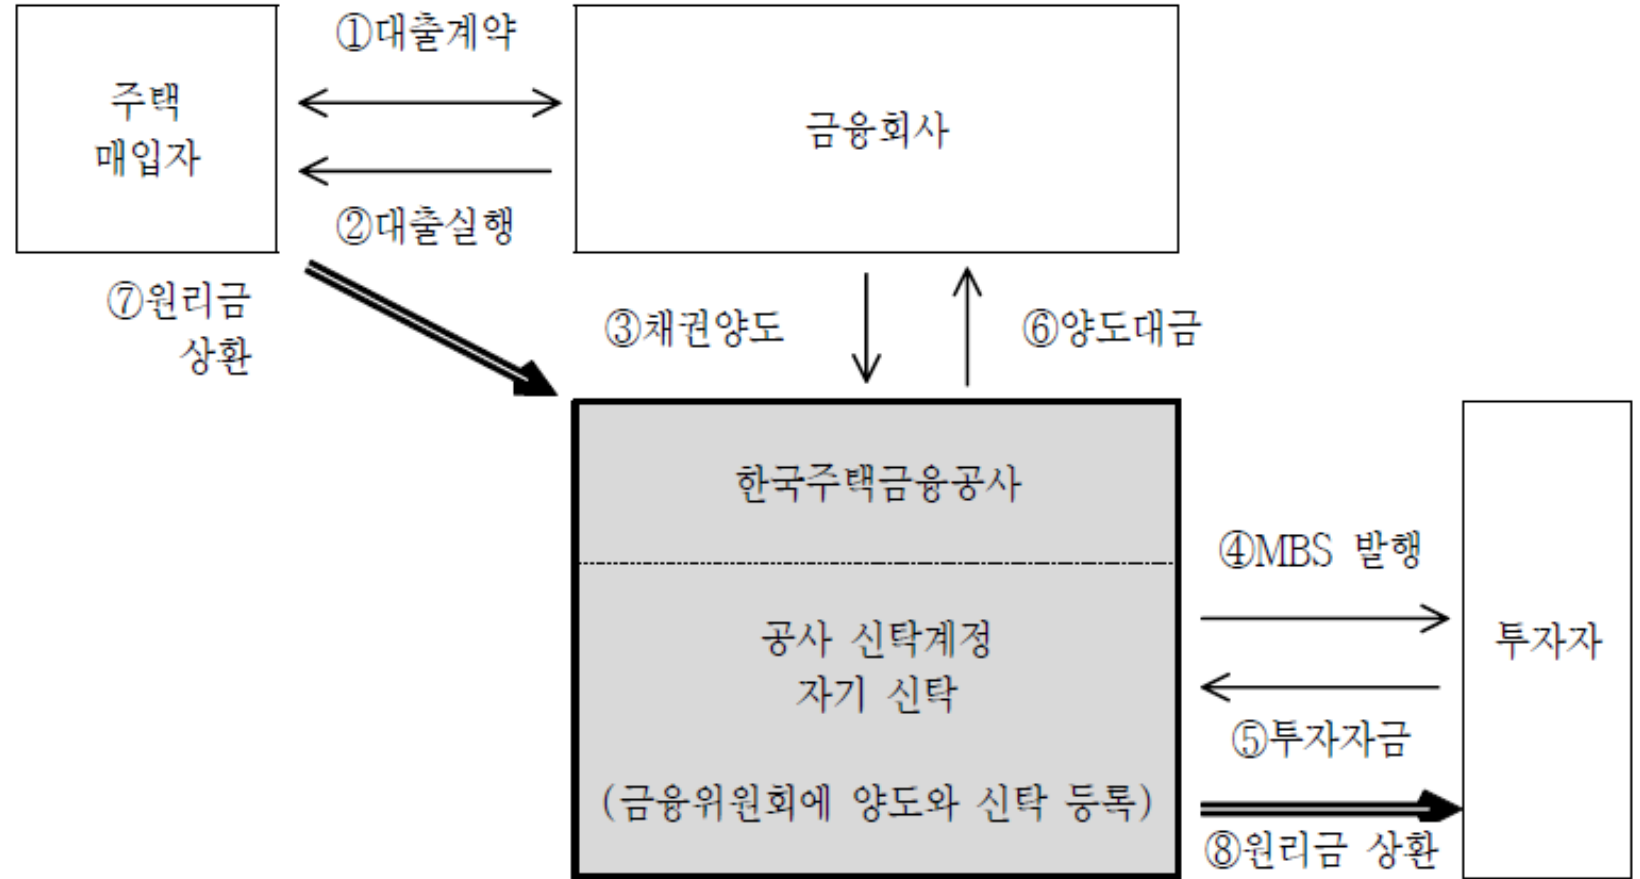 ①대출계약
주택
매입자
금융회사
②대출실행
⑦원리금
상환
③채권양도
⑥양도대금
한국주택금융공사
④MBS 발행
공사 신탁계정
자기 신탁
투자자
⑤투자자금
(금융위원회에 양도와 신탁 등록)
⑧원리금 상환